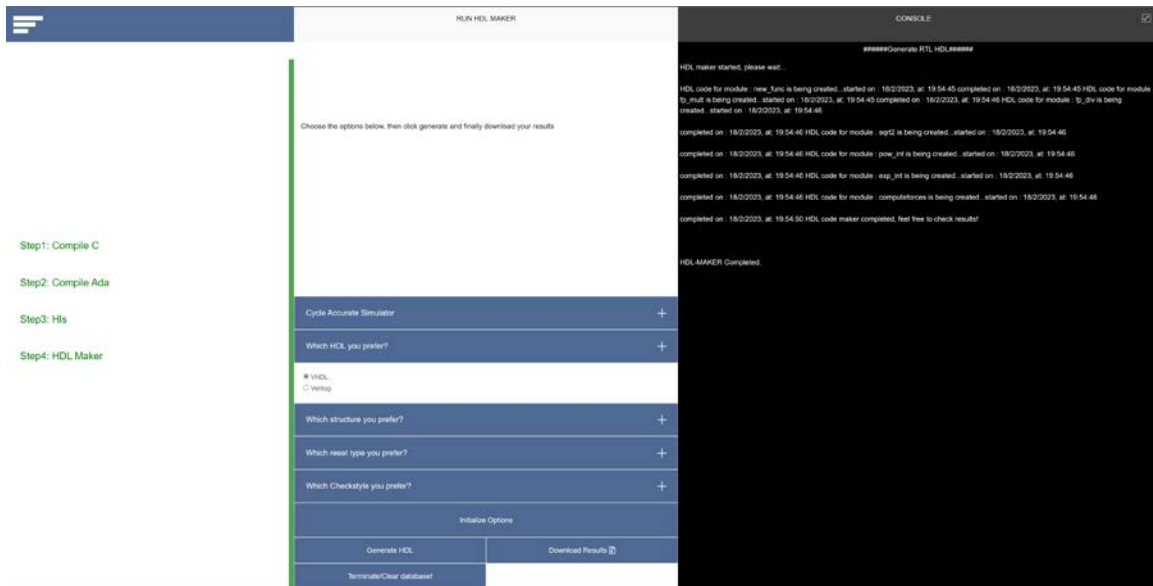 RUN HDL MAKER
CONSOLE
Step1: Compile C
Step2: Compile Ada
Step3: Hls
Step4: HDL Maker
Choose the options below, then click generate and finally download your results
Cycle Accurate Simulator
Which HDL you prefer?
VHDL
Verilog
Which structure you prefer?
Which reset type you prefer?
Which Checkstyle you prefer?
Initialize Options
Generate HDL
Download Results
Terminate/Clear database!
######Generate RTL HDL######
HDL maker started, please wait...
HDL code for module : new_func is being created...started on : 18/2/2023, at: 19:54:45 completed on : 18/2/2023, at: 19:54:45 HDL code for module :
fp_mult is being created...started on : 18/2/2023, at: 19:54:45 completed on : 18/2/2023, at: 19:54:46 HDL code for module : fp_div is being
created...started on : 18/2/2023, at: 19:54:46
completed on : 18/2/2023, at: 19:54:46 HDL code for module : sqrt2 is being created...started on : 18/2/2023, at: 19:54:46
completed on : 18/2/2023, at: 19:54:46 HDL code for module : pow_int is being created...started on : 18/2/2023, at: 19:54:46
completed on : 18/2/2023, at: 19:54:46 HDL code for module : exp_int is being created...started on : 18/2/2023, at: 19:54:46
completed on : 18/2/2023, at: 19:54:46 HDL code for module : computeforces is being created...started on : 18/2/2023, at: 19:54:46
completed on : 18/2/2023, at: 19:54:50 HDL code maker completed, feel free to check results!
HDL-MAKER Completed.